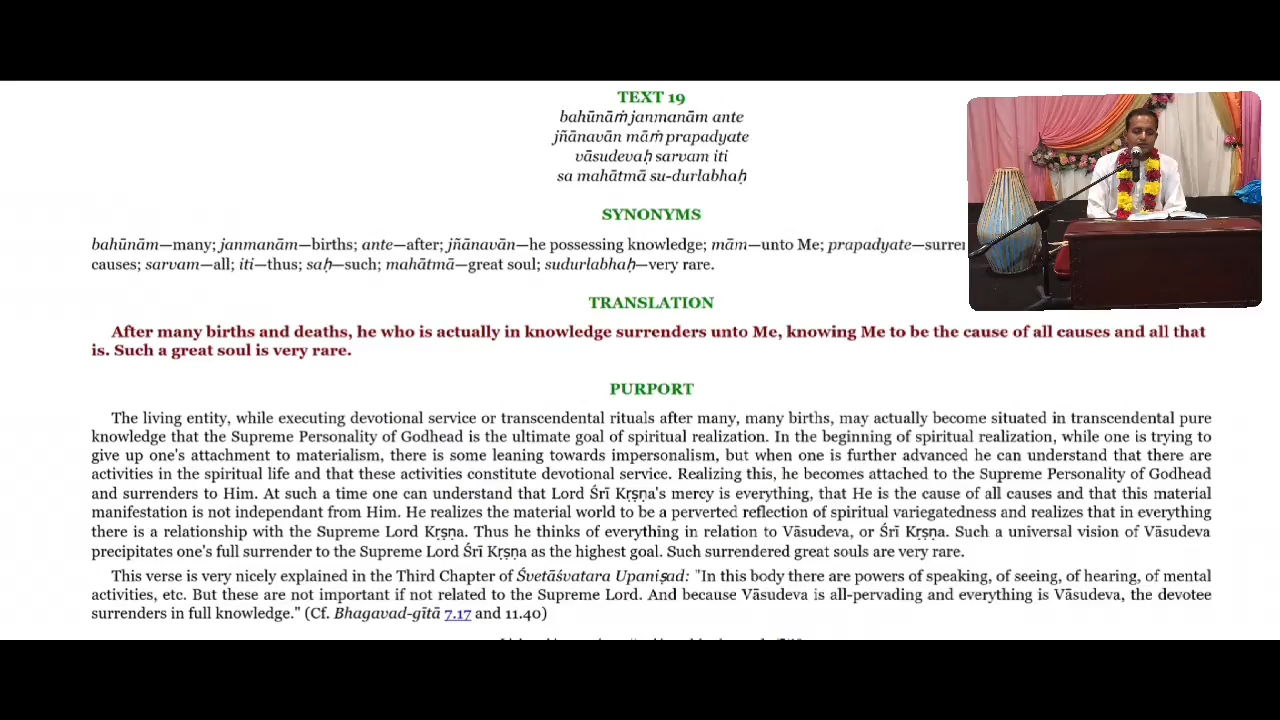 TEXT 19
bahūnāṁ janmanām ante
jñānavān māṁ prapadyate
vāsudevaḥ sarvam iti
sa mahātmā su-durlabhaḥ
SYNONYMS
bahūnām—many; janmanām—births; ante—after; jñānavān—he possessing knowledge; mām—unto Me; prapadyate—surre
causes; sarvam—all; iti—thus; saḥ—such; mahātmā—great soul; sudurlabhaḥ—very rare.
TRANSLATION
After many births and deaths, he who is actually in knowledge surrenders unto Me, knowing Me to be the cause of all causes and all that
is. Such a great soul is very rare.
PURPORT
The living entity, while executing devotional service or transcendental rituals after many, many births, may actually become situated in transcendental pure
knowledge that the Supreme Personality of Godhead is the ultimate goal of spiritual realization. In the beginning of spiritual realization, while one is trying to
give up one's attachment to materialism, there is some leaning towards impersonalism, but when one is further advanced he can understand that there are
activities in the spiritual life and that these activities constitute devotional service. Realizing this, he becomes attached to the Supreme Personality of Godhead
and surrenders to Him. At such a time one can understand that Lord Śrī Kṛṣṇa's mercy is everything, that He is the cause of all causes and that this material
manifestation is not independant from Him. He realizes the material world to be a perverted reflection of spiritual variegatedness and realizes that in everything
there is a relationship with the Supreme Lord Kṛṣṇa. Thus he thinks of everything in relation to Vāsudeva, or Śrī Kṛṣṇa. Such a universal vision of Vāsudeva
precipitates one's full surrender to the Supreme Lord Śrī Kṛṣṇa as the highest goal. Such surrendered great souls are very rare.
This verse is very nicely explained in the Third Chapter of Śvetāśvatara Upaniṣad: "In this body there are powers of speaking, of seeing, of hearing, of mental
activities, etc. But these are not important if not related to the Supreme Lord. And because Vāsudeva is all-pervading and everything is Vāsudeva, the devotee
surrenders in full knowledge." (Cf. Bhagavad-gītā 7.17 and 11.40)